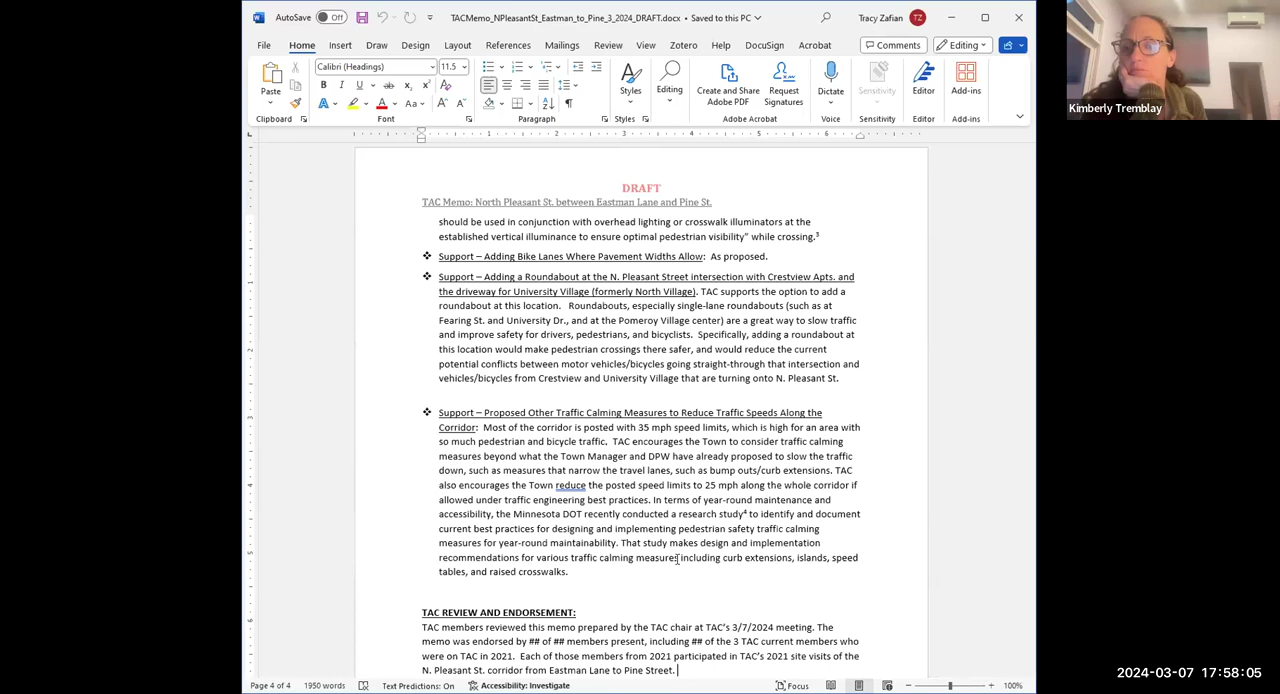 AutoSave Off TACMemo_NPleasantSt_Eastman_to_Pine_3_2024_DRAFT.docx • Saved to this PC Tracy Zafian TZ
File Home Insert Draw Design Layout References Mailings Review View Zotero Help DocuSign Acrobat Comments Editing
Calibri (Headings) 11.5
Paste Styles Editing Create and Share Adobe PDF Request Signatures Dictate Sensitivity Editor Add-ins
Clipboard Font Paragraph Styles Adobe Acrobat Voice Sensitivity Editor Add-ins
Kimberly Tremblay
DRAFT
TAC Memo: North Pleasant St. between Eastman Lane and Pine St.
should be used in conjunction with overhead lighting or crosswalk illuminators at the
established vertical illuminance to ensure optimal pedestrian visibility” while crossing.³
❖ Support – Adding Bike Lanes Where Pavement Widths Allow: As proposed.
❖ Support – Adding a Roundabout at the N. Pleasant Street intersection with Crestview Apts. and
the driveway for University Village (formerly North Village). TAC supports the option to add a
roundabout at this location. Roundabouts, especially single-lane roundabouts (such as at
Fearing St. and University Dr., and at the Pomeroy Village center) are a great way to slow traffic
and improve safety for drivers, pedestrians, and bicyclists. Specifically, adding a roundabout at
this location would make pedestrian crossings there safer, and would reduce the current
potential conflicts between motor vehicles/bicycles going straight-through that intersection and
vehicles/bicycles from Crestview and University Village that are turning onto N. Pleasant St.
❖ Support – Proposed Other Traffic Calming Measures to Reduce Traffic Speeds Along the
Corridor: Most of the corridor is posted with 35 mph speed limits, which is high for an area with
so much pedestrian and bicycle traffic. TAC encourages the Town to consider traffic calming
measures beyond what the Town Manager and DPW have already proposed to slow the traffic
down, such as measures that narrow the travel lanes, such as bump outs/curb extensions. TAC
also encourages the Town reduce the posted speed limits to 25 mph along the whole corridor if
allowed under traffic engineering best practices. In terms of year-round maintenance and
accessibility, the Minnesota DOT recently conducted a research study⁴ to identify and document
current best practices for designing and implementing pedestrian safety traffic calming
measures for year-round maintainability. That study makes design and implementation
recommendations for various traffic calming measures including curb extensions, islands, speed
tables, and raised crosswalks.
TAC REVIEW AND ENDORSEMENT:
TAC members reviewed this memo prepared by the TAC chair at TAC’s 3/7/2024 meeting. The
memo was endorsed by ## of ## members present, including ## of the 3 TAC current members who
were on TAC in 2021. Each of those members from 2021 participated in TAC’s 2021 site visits of the
N. Pleasant St. corridor from Eastman Lane to Pine Street.
Page 4 of 4 1950 words Text Predictions: On Accessibility: Investigate Focus 100%
2024-03-07 17:58:05